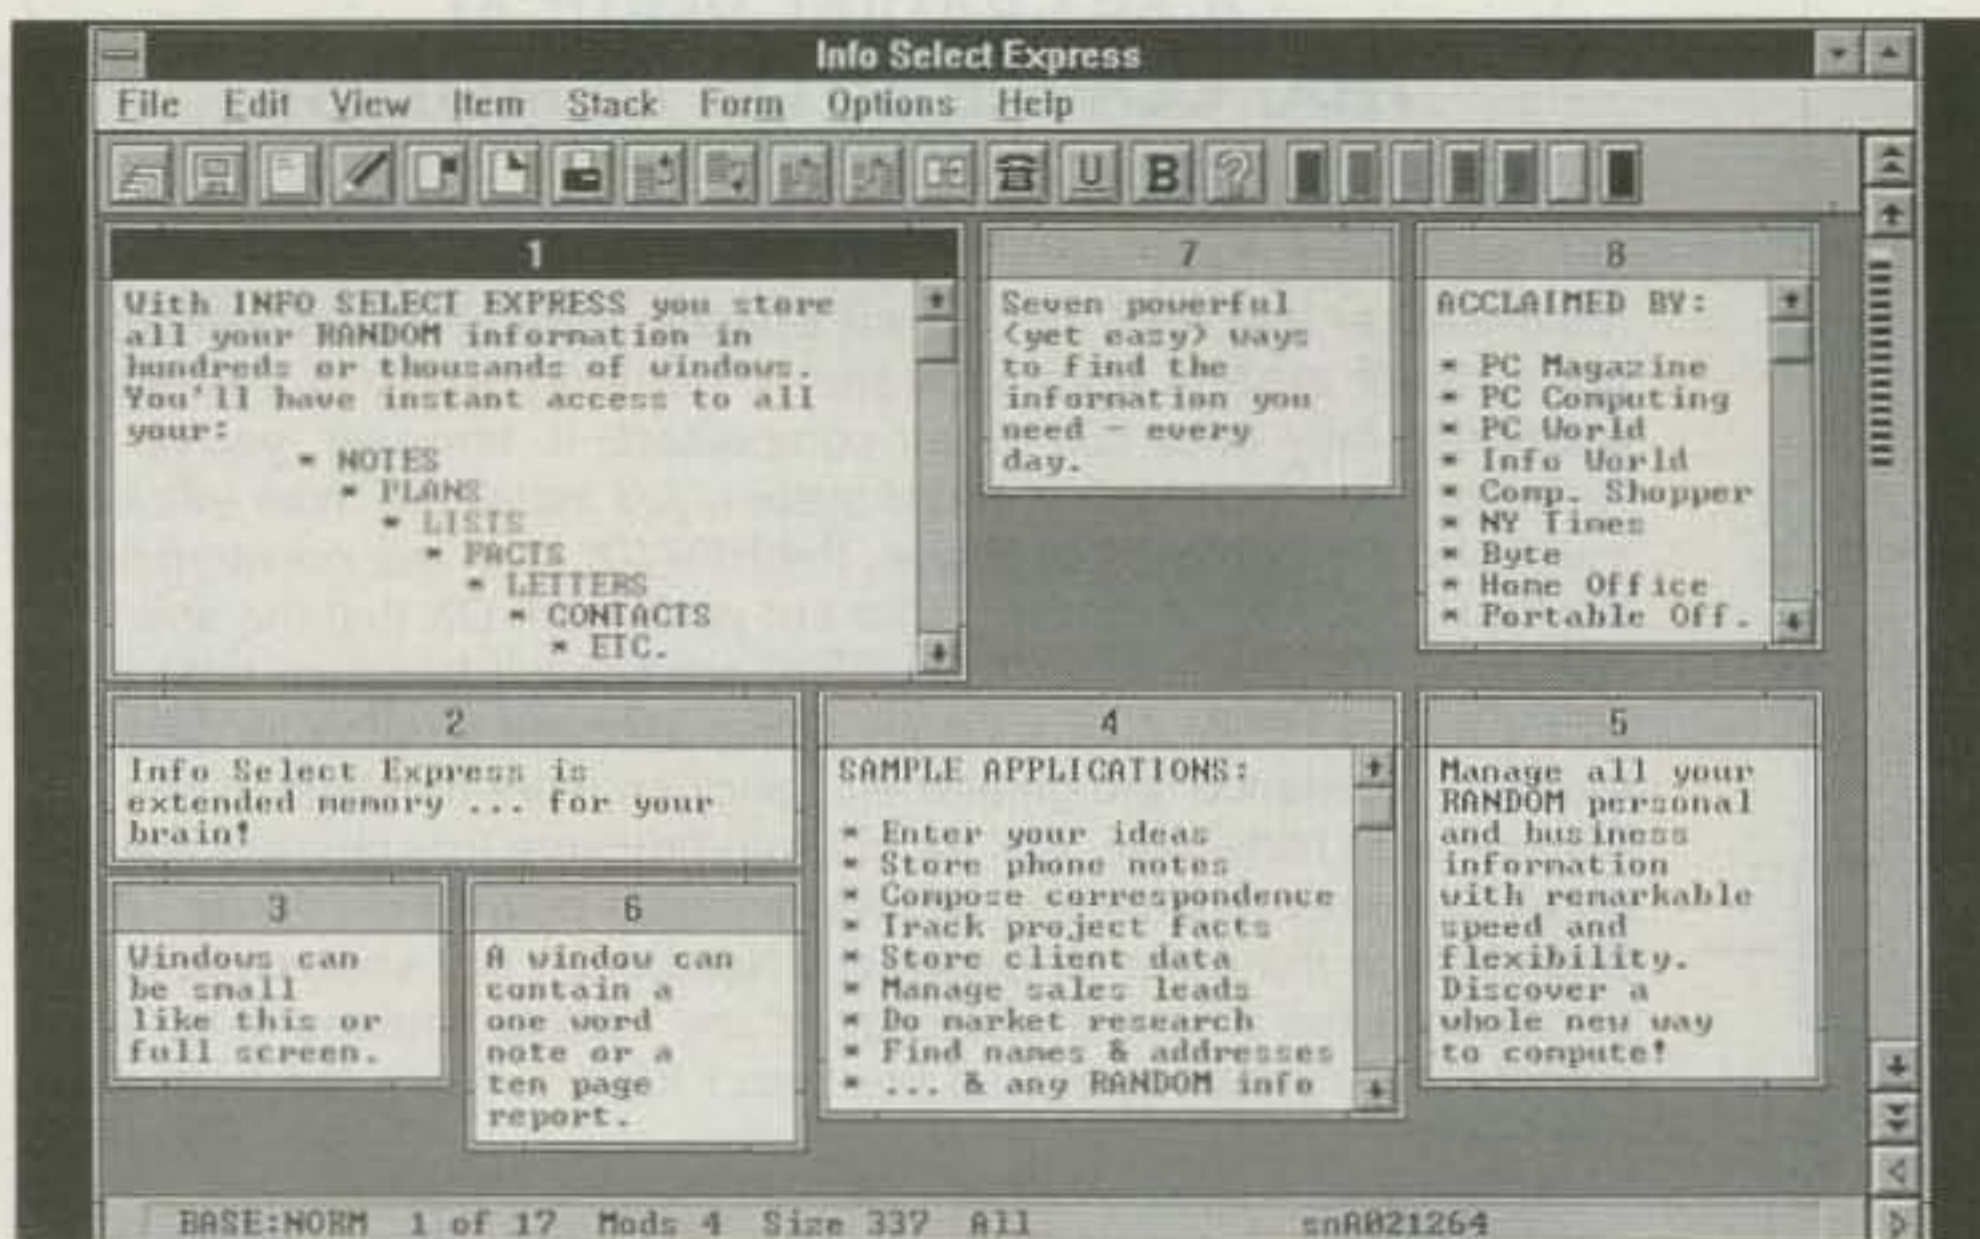 Info Select Express
File Edit View Item Stack Form Options Help
U B ?
1
With INFO SELECT EXPRESS you store
all your RANDOM information in
hundreds or thousands of windows.
You'll have instant access to all
your:
* NOTES
* PLANS
* LISTS
* FACTS
* LETTERS
* CONTACTS
* ETC.
7
Seven powerful
(yet easy) ways
to find the
information you
need - every
day.
8
ACCLAIMED BY:
* PC Magazine
* PC Computing
* PC World
* Info World
* Comp. Shopper
* NY Times
* Byte
* Home Office
* Portable Off.
2
Info Select Express is
extended memory ... for your
brain!
3
Windows can
be small
like this or
full screen.
6
A window can
contain a
one word
note or a
ten page
report.
4
SAMPLE APPLICATIONS:
* Enter your ideas
* Store phone notes
* Compose correspondence
* Track project facts
* Store client data
* Manage sales leads
* Do market research
* Find names & addresses
* ... & any RANDOM info
5
Manage all your
RANDOM personal
and business
information
with remarkable
speed and
flexibility.
Discover a
whole new way
to compute!
BASE:NORM 1 of 17 Mods 4 Size 337 All snA021264